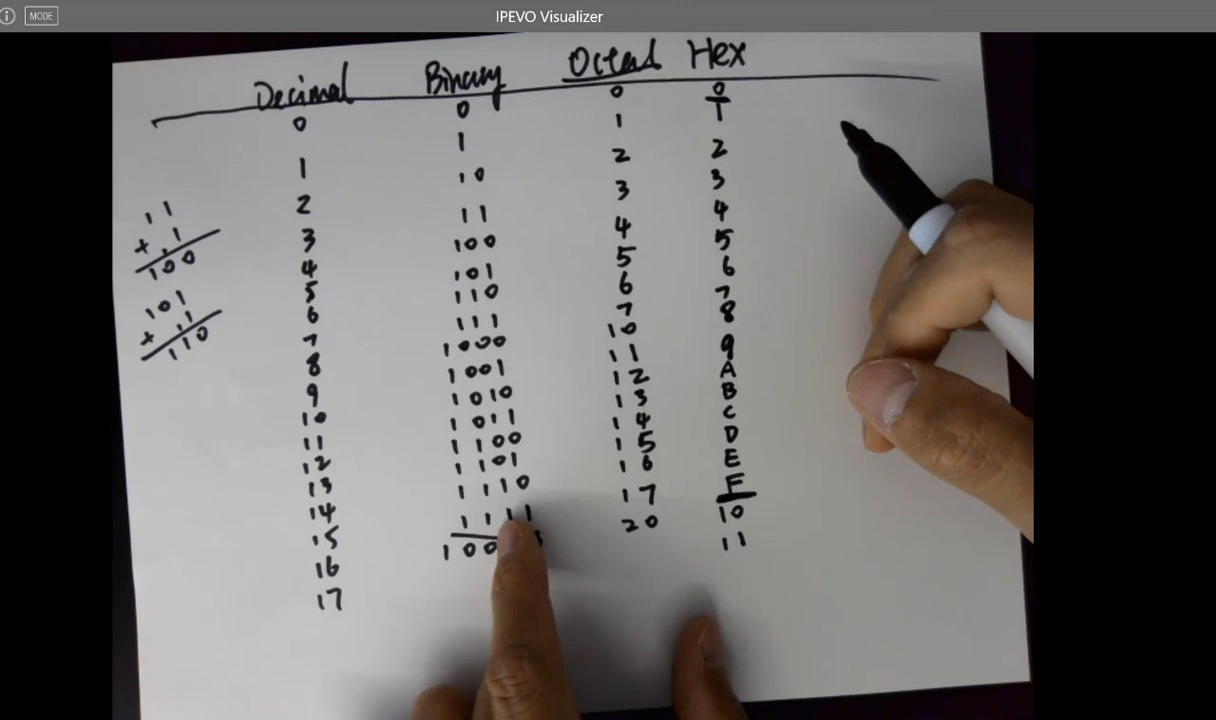 MODE
IPEVO Visualizer
Decimal Binary Octal Hex
0 0 0 0
1 1 1 1
2 10 2 2
3 11 3 3
4 100 4 4
5 101 5 5
6 110 6 6
7 111 7 7
8 1000 10 8
9 1001 11 9
10 1010 12 A
11 1011 13 B
12 1100 14 C
13 1101 15 D
14 1110 16 E
15 1111 17 F
16 100 20 10
17 11
11
+ 1
100
101
+ 1
110